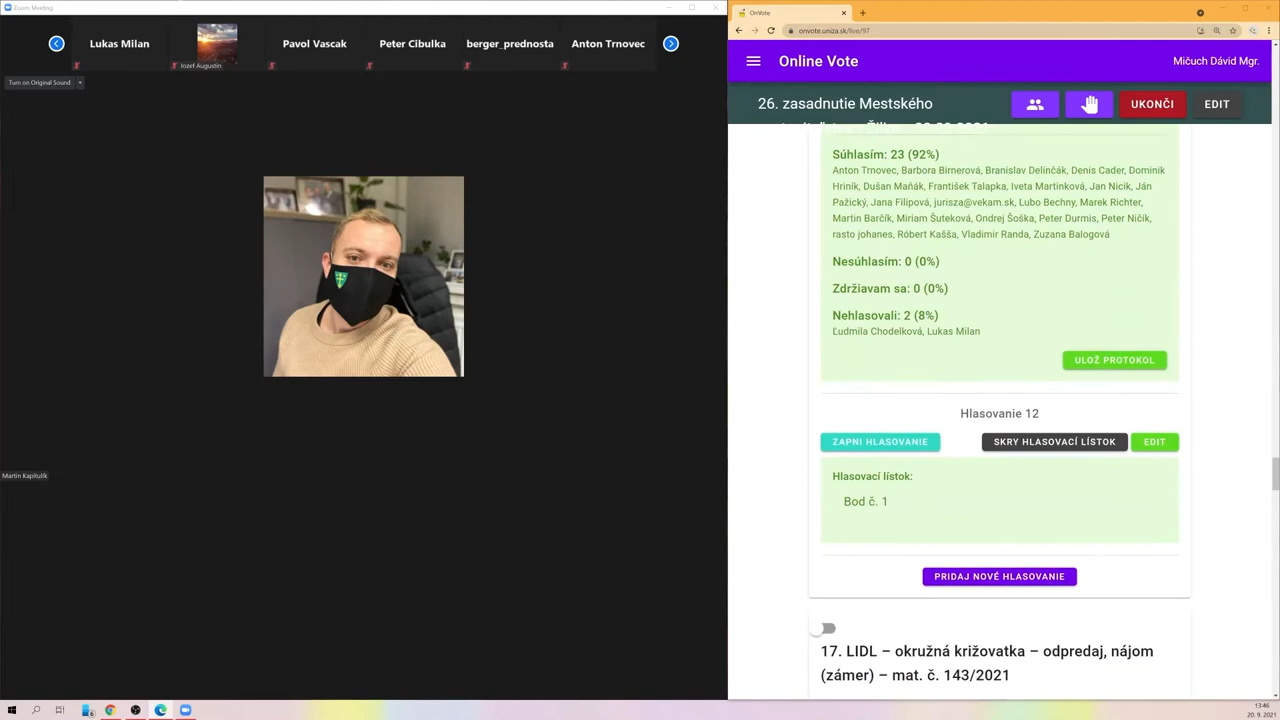 Zoom Meeting
Lukas Milan
Jozef Augustin
Pavol Vascak
Peter Cibulka
berger_prednosta
Anton Trnovec
Turn on Original Sound
Martin Kapitulík
OnVote
onvote.uniza.sk/live/97
Online Vote
Mičuch Dávid Mgr.
26. zasadnutie Mestského
UKONČI
EDIT
Súhlasím: 23 (92%)
Anton Trnovec, Barbora Birnerová, Branislav Delinčák, Denis Cader, Dominik
Hriník, Dušan Maňák, František Talapka, Iveta Martinková, Jan Nicik, Ján
Pažický, Jana Filipová, jurisza@vekam.sk, Lubo Bechny, Marek Richter,
Martin Barčík, Miriam Šuteková, Ondrej Šoška, Peter Durmis, Peter Ničík,
rasto johanes, Róbert Kašša, Vladimir Randa, Zuzana Balogová
Nesúhlasím: 0 (0%)
Zdržiavam sa: 0 (0%)
Nehlasovali: 2 (8%)
Ľudmila Chodelková, Lukas Milan
ULOŽ PROTOKOL
Hlasovanie 12
ZAPNI HLASOVANIE
SKRY HLASOVACÍ LÍSTOK
EDIT
Hlasovací lístok:
Bod č. 1
PRIDAJ NOVÉ HLASOVANIE
17. LIDL – okružná križovatka – odpredaj, nájom
(zámer) – mat. č. 143/2021
13:46
20. 9. 2021